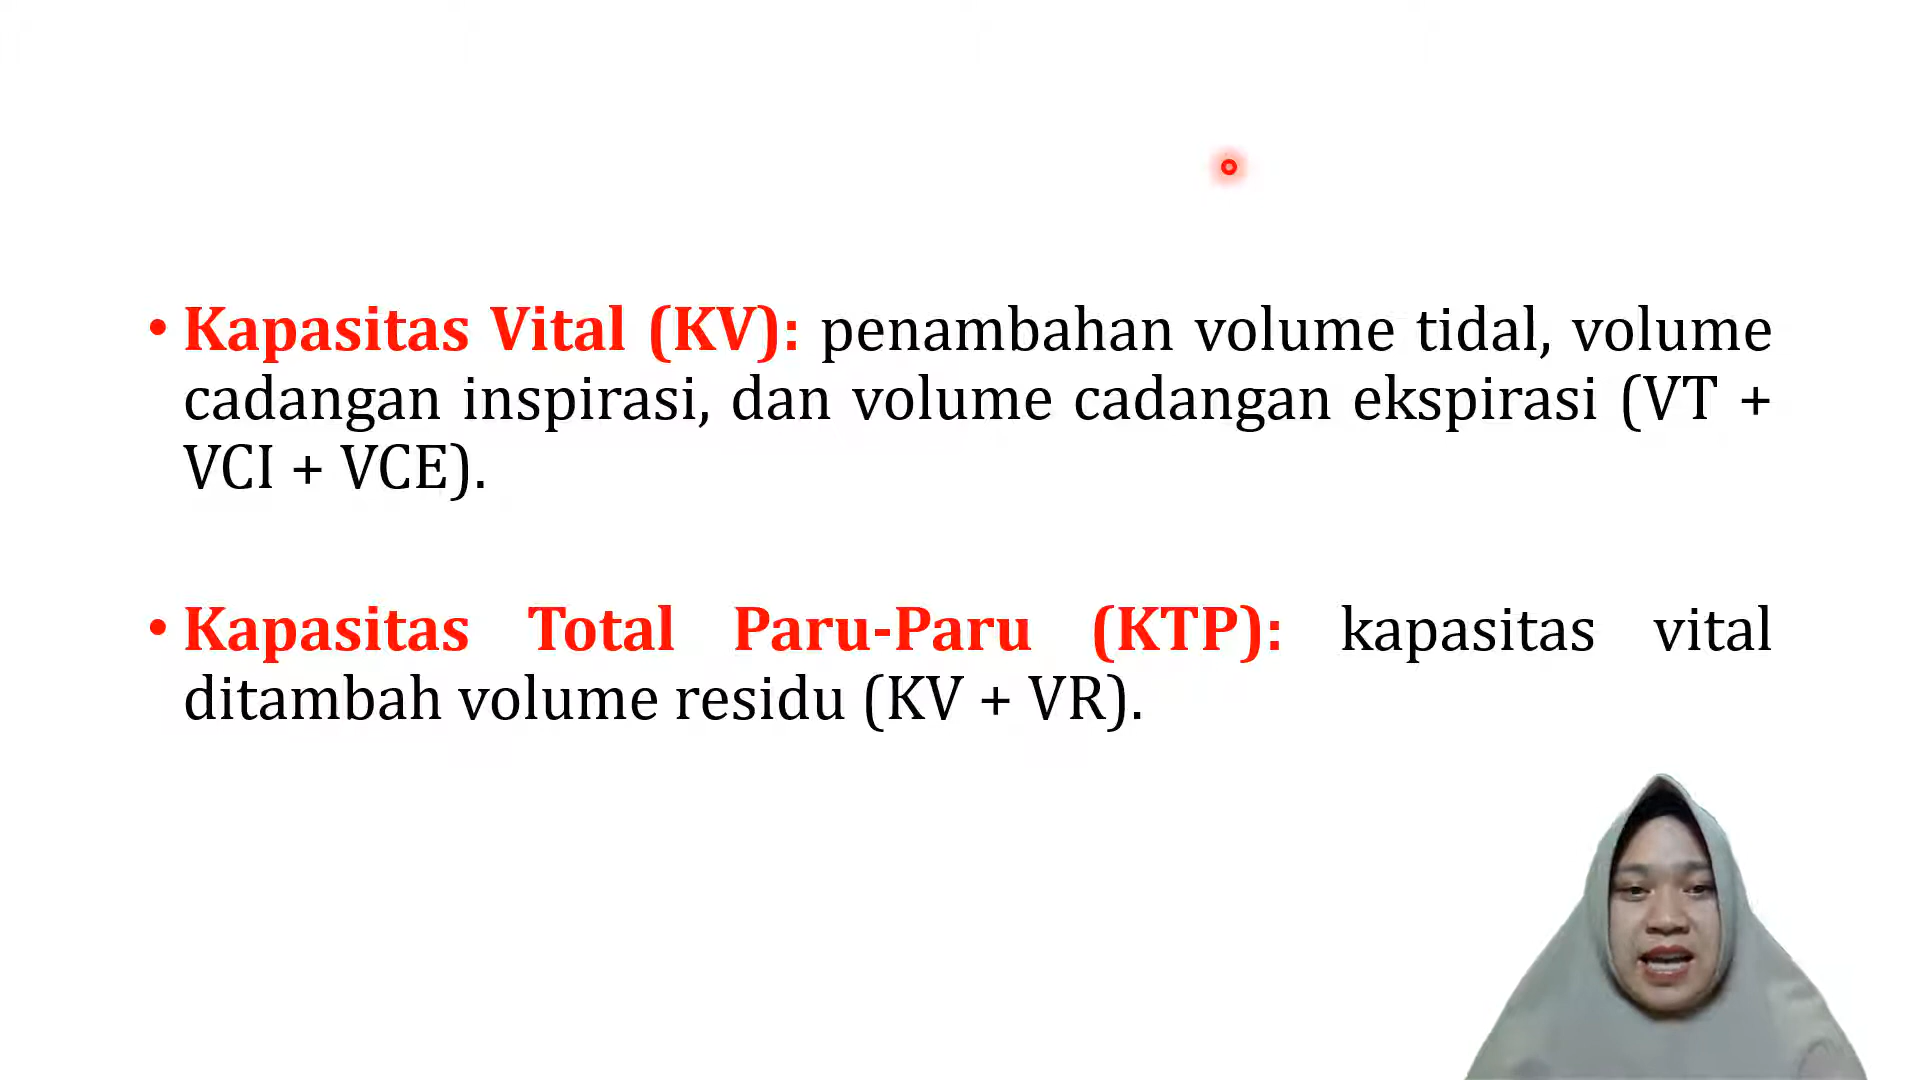 • Kapasitas Vital (KV): penambahan volume tidal, volume
cadangan inspirasi, dan volume cadangan ekspirasi (VT +
VCI + VCE).
• Kapasitas Total Paru-Paru (KTP): kapasitas vital
ditambah volume residu (KV + VR).